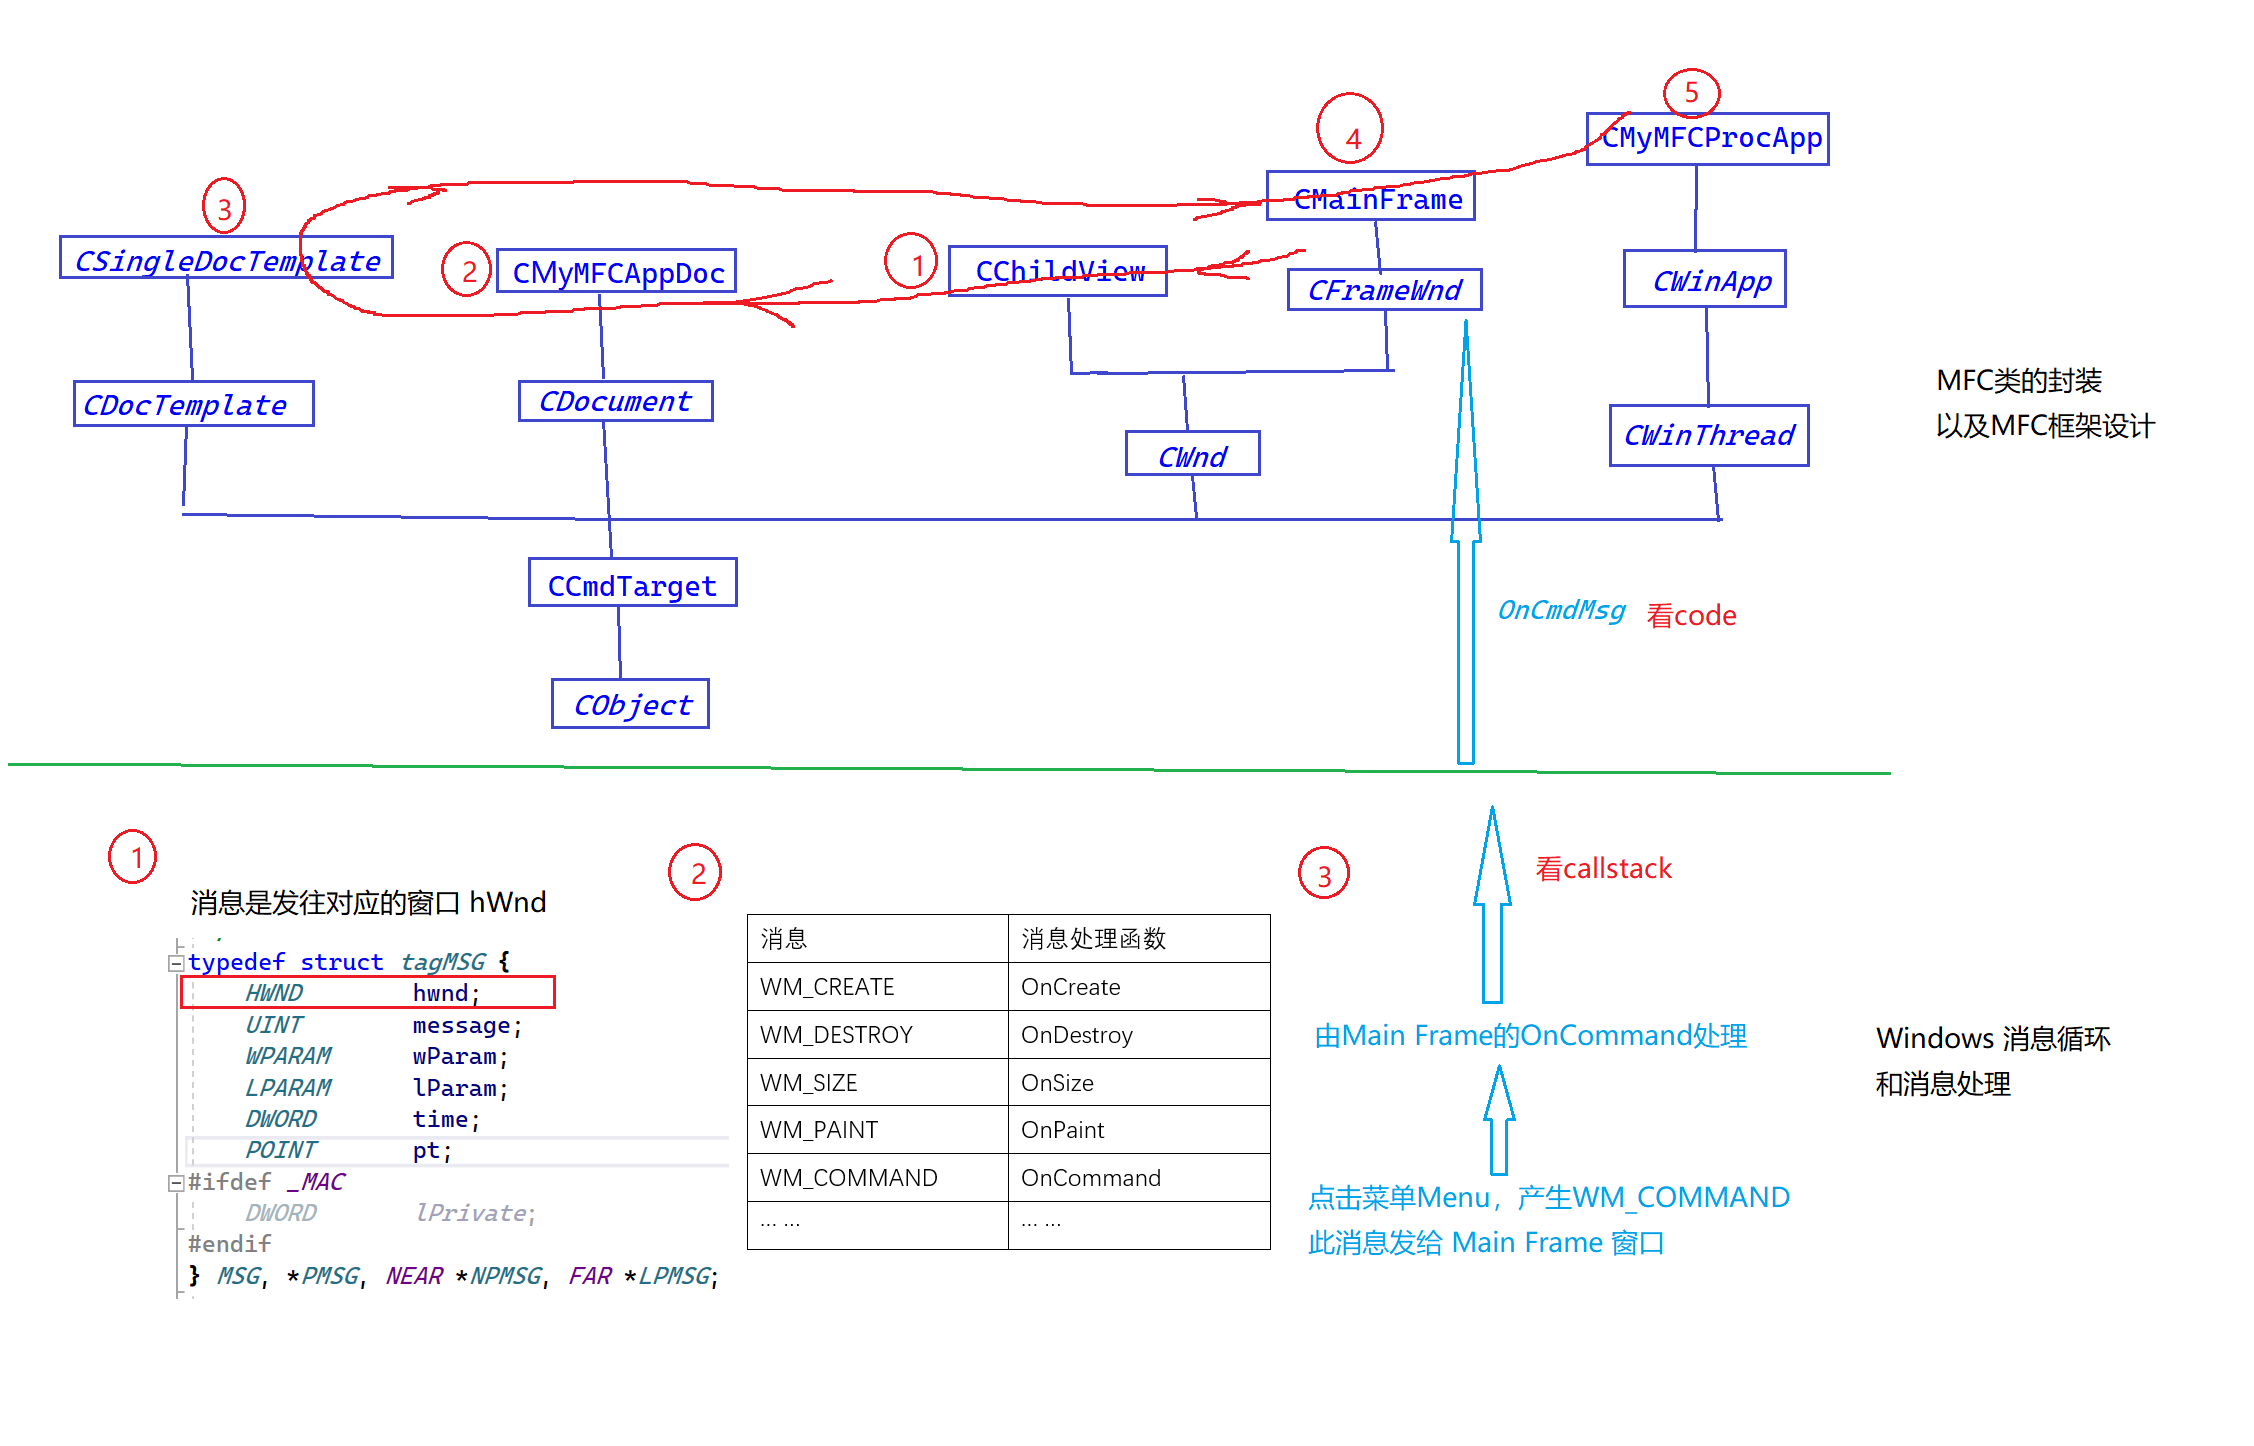 5
CMyMFCProcApp
4
CMainFrame
3
CSingleDocTemplate
2
CMyMFCAppDoc
1
CChildView
CFrameWnd
CWinApp
CDocTemplate
CDocument
CWnd
CWinThread
MFC类的封装
以及MFC框架设计
CCmdTarget
OnCmdMsg 看code
CObject
1
消息是发往对应的窗口 hWnd
typedef struct tagMSG {
HWND hwnd;
UINT message;
WPARAM wParam;
LPARAM lParam;
DWORD time;
POINT pt;
#ifdef _MAC
DWORD lPrivate;
#endif
} MSG, *PMSG, NEAR *NPMSG, FAR *LPMSG;
2
消息 消息处理函数
WM_CREATE OnCreate
WM_DESTROY OnDestroy
WM_SIZE OnSize
WM_PAINT OnPaint
WM_COMMAND OnCommand
... ... ... ...
3
看callstack
由Main Frame的OnCommand处理
点击菜单Menu，产生WM_COMMAND
此消息发给 Main Frame 窗口
Windows 消息循环
和消息处理